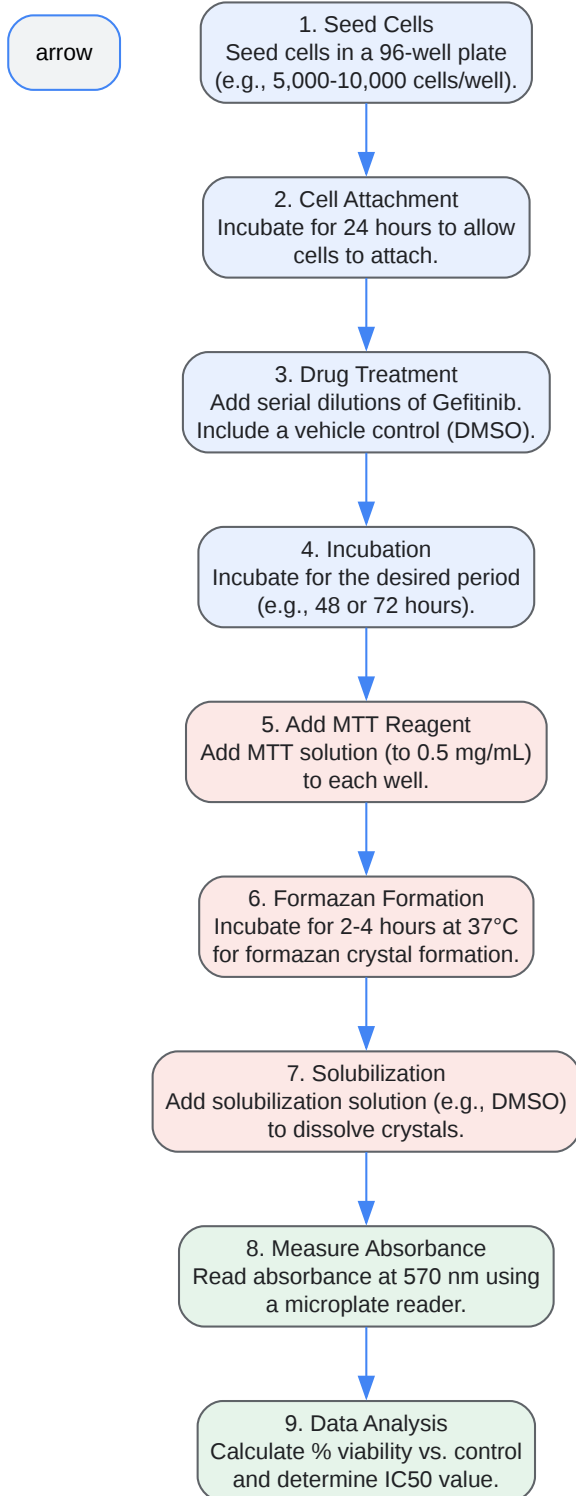 arrow
1. Seed Cells
Seed cells in a 96-well plate
(e.g., 5,000-10,000 cells/well).
2. Cell Attachment
Incubate for 24 hours to allow
cells to attach.
3. Drug Treatment
Add serial dilutions of Gefitinib.
Include a vehicle control (DMSO).
4. Incubation
Incubate for the desired period
(e.g., 48 or 72 hours).
5. Add MTT Reagent
Add MTT solution (to 0.5 mg/mL)
to each well.
6. Formazan Formation
Incubate for 2-4 hours at 37°C
for formazan crystal formation.
7. Solubilization
Add solubilization solution (e.g., DMSO)
to dissolve crystals.
8. Measure Absorbance
Read absorbance at 570 nm using
a microplate reader.
9. Data Analysis
Calculate % viability vs. control
and determine IC50 value.